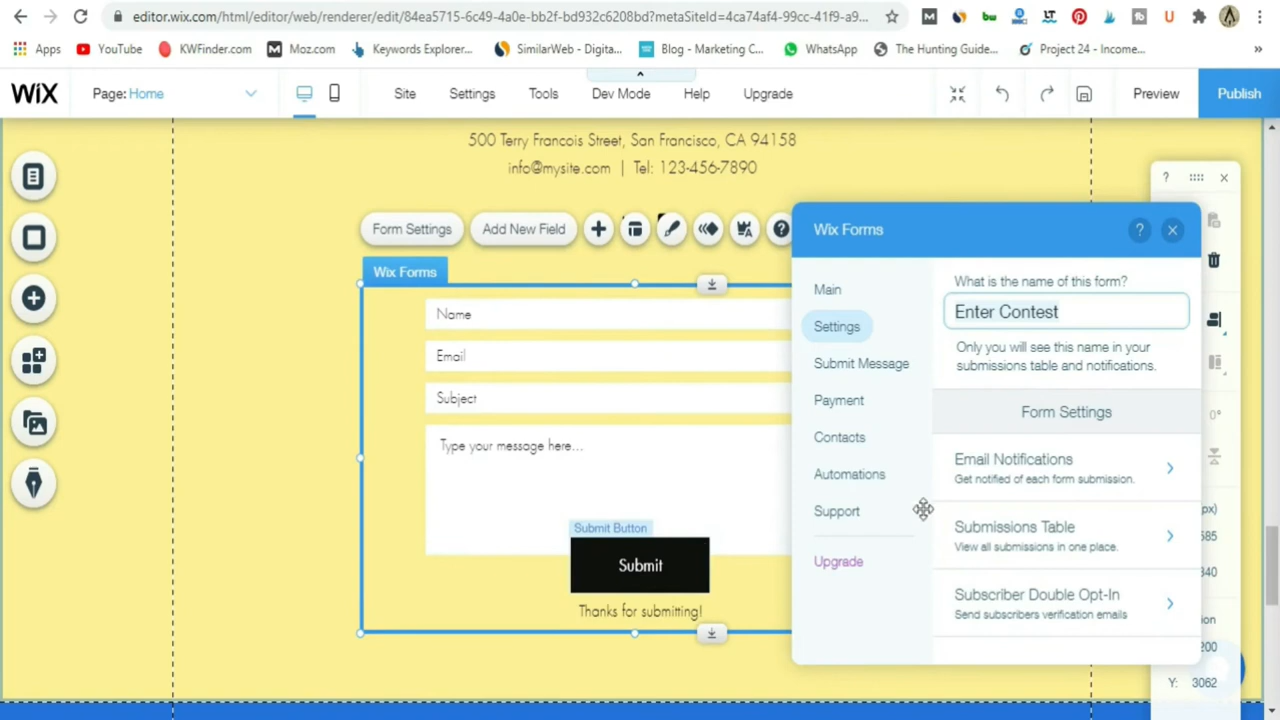 editor.wix.com/html/editor/web/renderer/edit/84ea5715-6c49-4a0e-bb2f-bd932c6208bd?metaSiteId=4ca74af4-99cc-41f9-a9...
Apps YouTube KWFinder.com Moz.com Keywords Explorer... SimilarWeb - Digita... Blog - Marketing C... WhatsApp The Hunting Guide... Project 24 - Income... »
WiX Page: Home Site Settings Tools Dev Mode Help Upgrade Preview Publish
500 Terry Francois Street, San Francisco, CA 94158
info@mysite.com | Tel: 123-456-7890
Form Settings Add New Field
Wix Forms
Name
Email
Subject
Type your message here...
Submit Button
Submit
Thanks for submitting!
Wix Forms ?
Main
Settings
Submit Message
Payment
Contacts
Automations
Support
Upgrade
What is the name of this form?
Enter Contest
Only you will see this name in your
submissions table and notifications.
Form Settings
Email Notifications
Get notified of each form submission.
Submissions Table
View all submissions in one place.
Subscriber Double Opt-In
Send subscribers verification emails
?
0°
px)
585
340
ion
200
Y: 3062